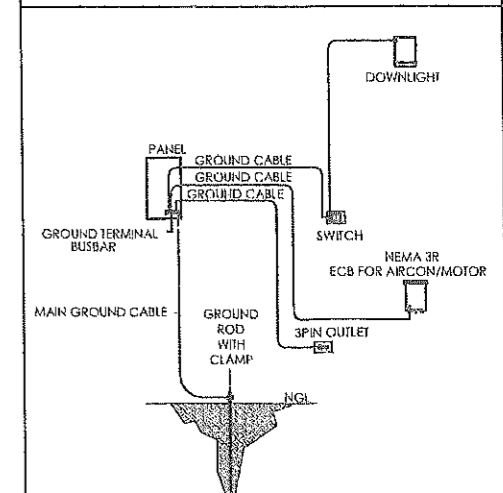 DOWNLIGHT
PANEL
GROUND CABLE
GROUND CABLE
GROUND CABLE
GROUND TERMINAL
BUSBAR
SWITCH
NEMA 3R
ECB FOR AIRCON/MOTOR
MAIN GROUND CABLE
GROUND
ROD
WITH
CLAMP
3PIN OUTLET
NGL